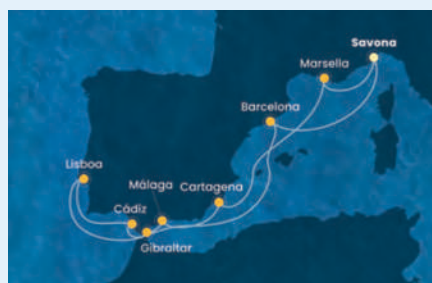 Savona
Marsella
Barcelona
Lisboa
Málaga
Cartagena
Cádiz
Gibraltar